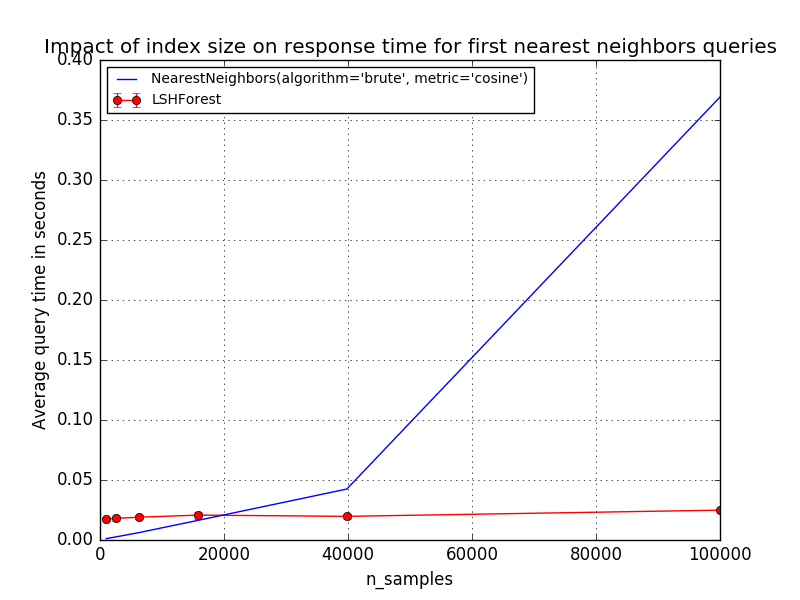 Impact of index size on response time for first nearest neighbors queries
0.40
0.35
0.30
0.25
0.20
0.15
0.10
0.05
0.00
Average query time in seconds
NearestNeighbors(algorithm='brute', metric='cosine')
LSHForest
0 20000 40000 60000 80000 100000
n_samples